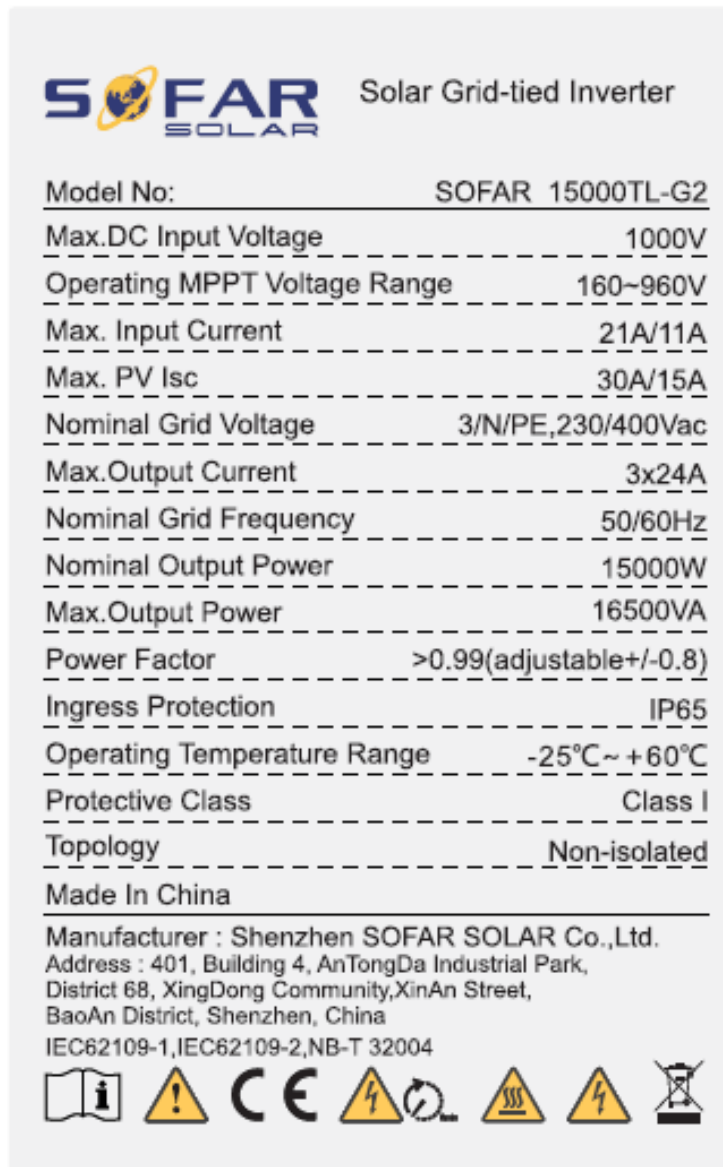 SOFAR SOLAR
Solar Grid-tied Inverter
Model No: SOFAR 15000TL-G2
Max.DC Input Voltage 1000V
Operating MPPT Voltage Range 160~960V
Max. Input Current 21A/11A
Max. PV Isc 30A/15A
Nominal Grid Voltage 3/N/PE,230/400Vac
Max.Output Current 3x24A
Nominal Grid Frequency 50/60Hz
Nominal Output Power 15000W
Max.Output Power 16500VA
Power Factor >0.99(adjustable+/-0.8)
Ingress Protection IP65
Operating Temperature Range -25℃~+60℃
Protective Class Class I
Topology Non-isolated
Made In China
Manufacturer : Shenzhen SOFAR SOLAR Co.,Ltd.
Address : 401, Building 4, AnTongDa Industrial Park,
District 68, XingDong Community,XinAn Street,
BaoAn District, Shenzhen, China
IEC62109-1,IEC62109-2,NB-T 32004
CE